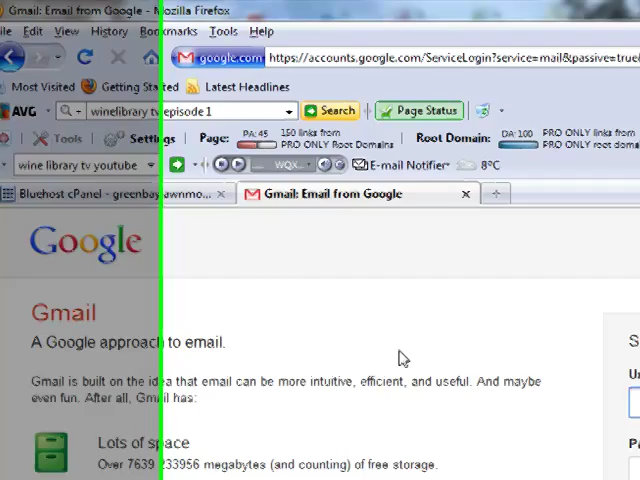 Gmail: Email from Google - Mozilla Firefox
File Edit View History Bookmarks Tools Help
google.com https://accounts.google.com/ServiceLogin?service=mail&passive=true
Most Visited Getting Started Latest Headlines
AVG winelibrary tv episode 1 Search Page Status
Tools Settings Page: PA: 45 150 links from PRO ONLY Root Domains Root Domain: DA: 100 PRO ONLY links from PRO ONLY root
wine library tv youtube WQX... E-mail Notifier 8°C
Bluehost cPanel - greenbaylawnmo... Gmail: Email from Google
Google
Gmail
A Google approach to email.
Gmail is built on the idea that email can be more intuitive, efficient, and useful. And maybe
even fun. After all, Gmail has:
Lots of space
Over 7639.233956 megabytes (and counting) of free storage.